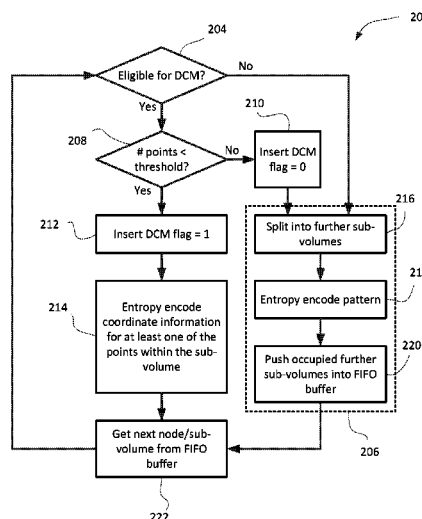 204
20
Eligible for DCM?
No
Yes
210
208
# points <
threshold?
No
Insert DCM
flag = 0
Yes
212
Insert DCM flag = 1
216
Split into further sub-
volumes
21
214
Entropy encode
coordinate information
for at least one of the
points within the sub-
volume
Entropy encode pattern
220
Push occupied further
sub-volumes into FIFO
buffer
Get next node/sub-
volume from FIFO
buffer
206
222